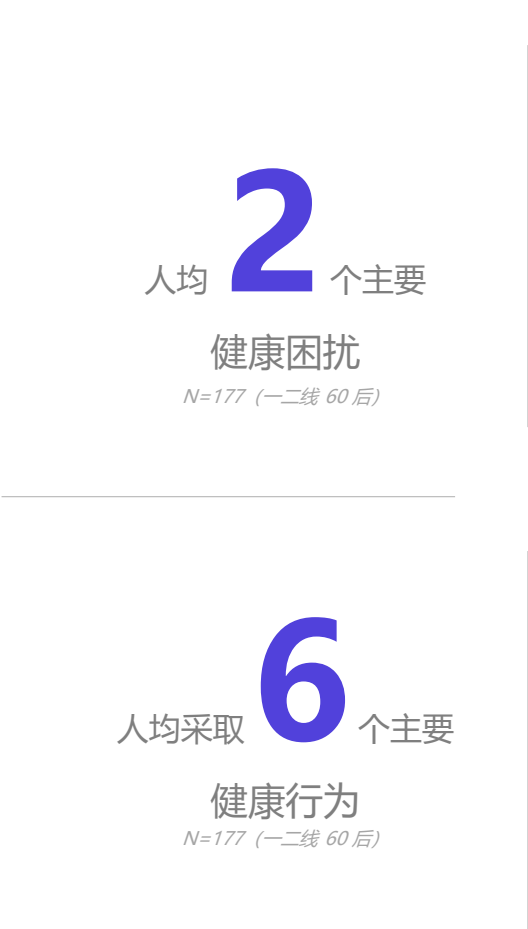 人均 2 个主要
健康困扰
N=177（一二线 60 后）
人均采取 6 个主要
健康行为
N=177（一二线 60 后）